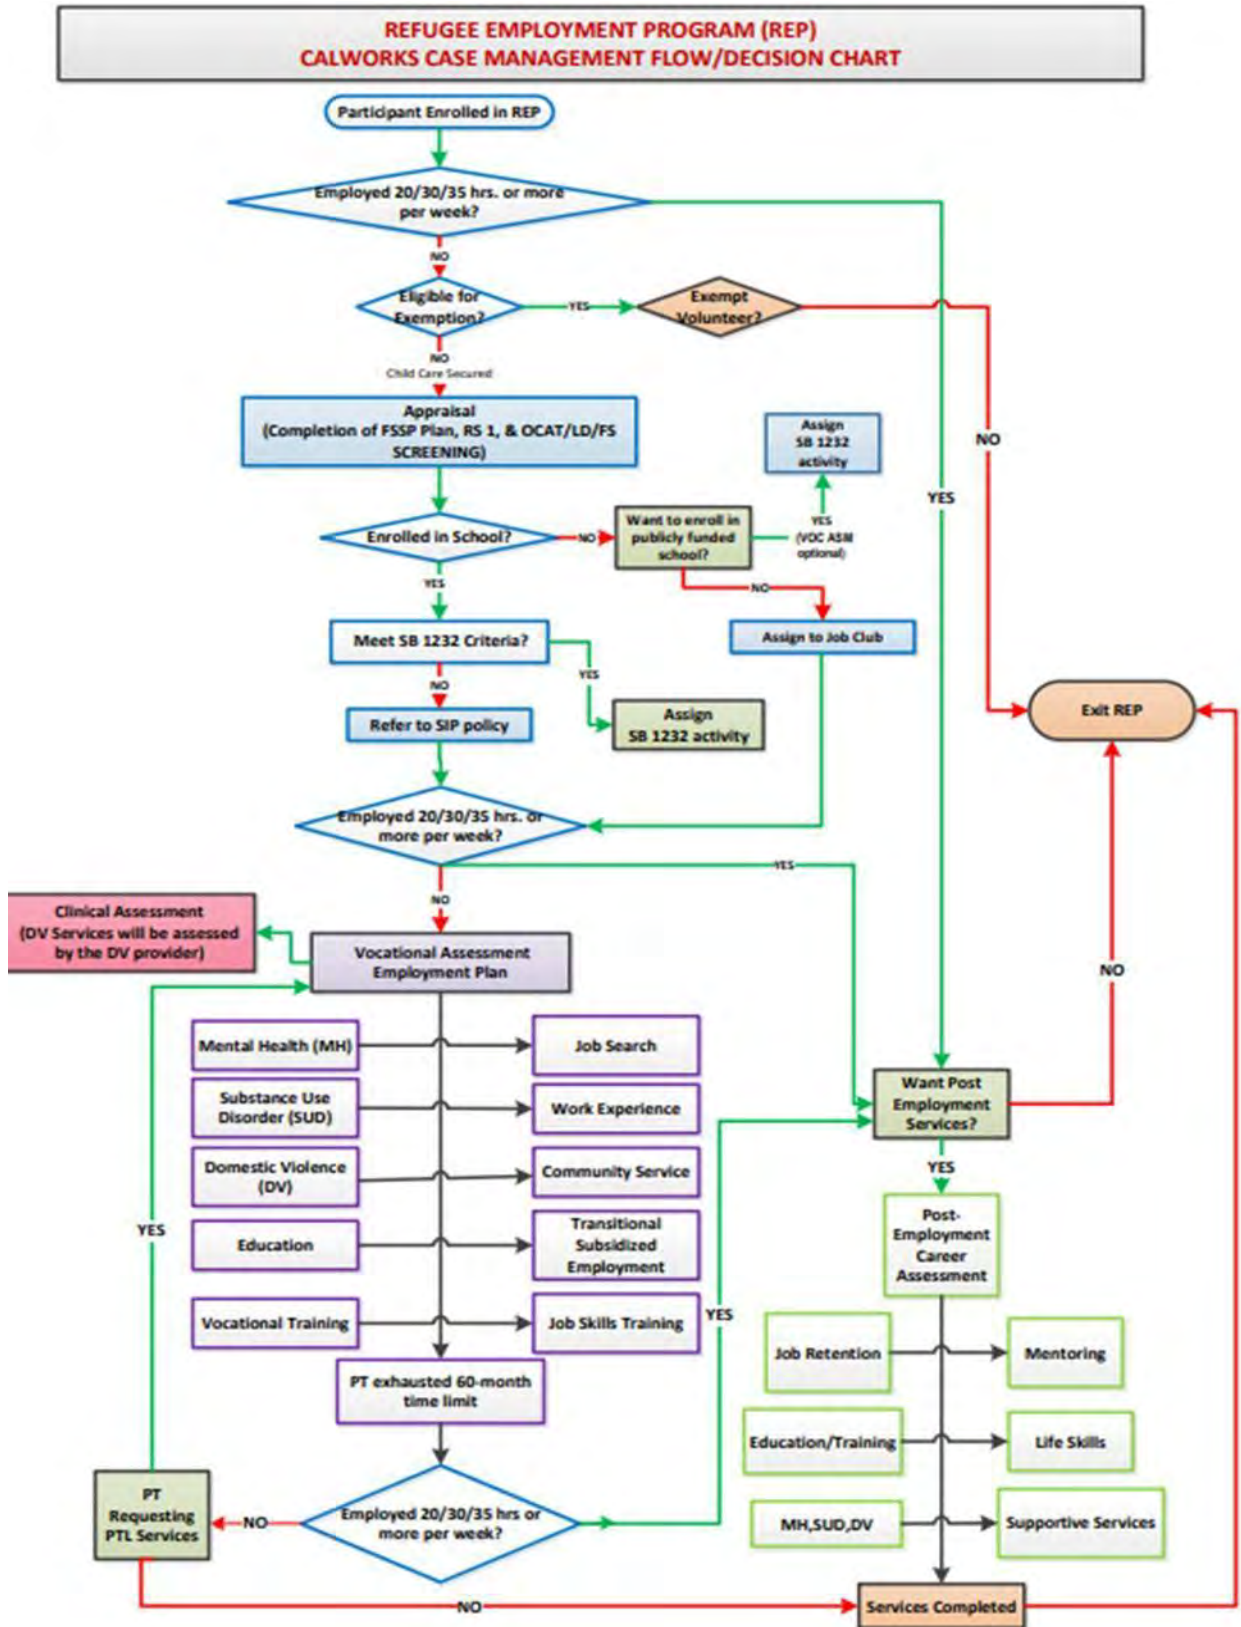 REFUGEE EMPLOYMENT PROGRAM (REP)
CALWORKS CASE MANAGEMENT FLOW/DECISION CHART
Participant Enrolled in REP
Employed 20/30/35 hrs. or more
per week?
NO
Eligible for
Exemption?
YES
Exempt
Volunteer?
NO
Child Care Secured
Appraisal
(Completion of FSSP Plan, RS 1, & OCAT/LD/FS
SCREENING)
Assign
SB 1232
activity
NO
YES
Enrolled in School?
NO
Want to enroll in
publicly funded
school?
YES
(VOC ASM
optional)
YES
NO
Meet SB 1232 Criteria?
Assign to Job Club
YES
NO
Refer to SIP policy
Assign
SB 1232 activity
Exit REP
Employed 20/30/35 hrs. or
more per week?
YES
NO
Clinical Assessment
(DV Services will be assessed
by the DV provider)
Vocational Assessment
Employment Plan
NO
Mental Health (MH)
Job Search
Substance Use
Disorder (SUD)
Work Experience
Want Post
Employment
Services?
Domestic Violence
(DV)
Community Service
YES
YES
Education
Transitional
Subsidized
Employment
Post-
Employment
Career
Assessment
Vocational Training
Job Skills Training
YES
Job Retention
Mentoring
PT exhausted 60-month
time limit
Education/Training
Life Skills
PT
Requesting
PTL Services
NO
Employed 20/30/35 hrs or
more per week?
MH,SUD,DV
Supportive Services
NO
Services Completed